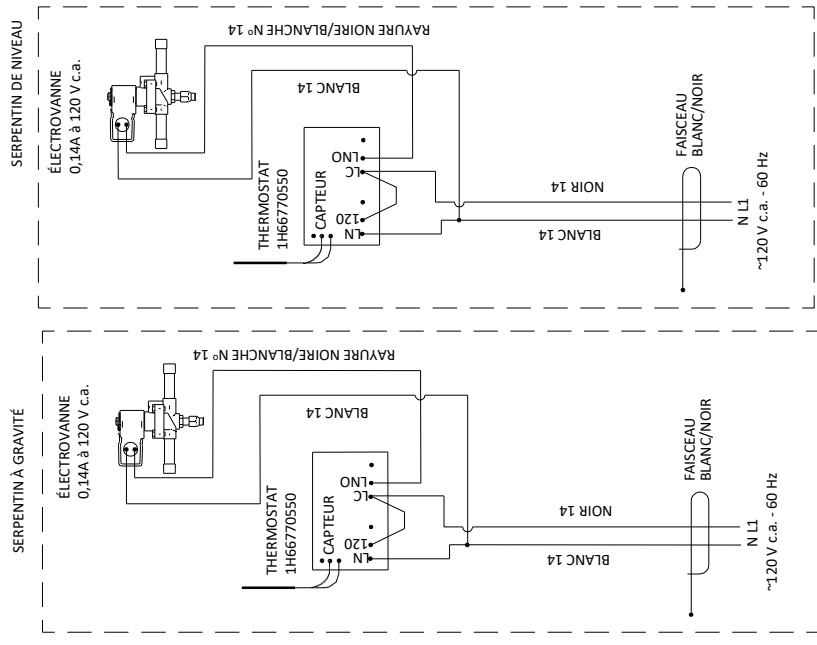 SERPENTIN DE NIVEAU
ÉLECTROVANNE
0,14A à 120 V c.a.
RAYURE NOIRE/BLANCHE Nº 14
BLANC 14
THERMOSTAT
1H66770550
CAPTEUR
LNO
LC
120
LN
NOIR 14
BLANC 14
FAISCEAU
BLANC/NOIR
N L1
~120 V c.a. - 60 Hz
SERPENTIN À GRAVITÉ
ÉLECTROVANNE
0,14A à 120 V c.a.
RAYURE NOIRE/BLANCHE Nº 14
BLANC 14
THERMOSTAT
1H66770550
CAPTEUR
LNO
LC
120
LN
NOIR 14
BLANC 14
FAISCEAU
BLANC/NOIR
N L1
~120 V c.a. - 60 Hz